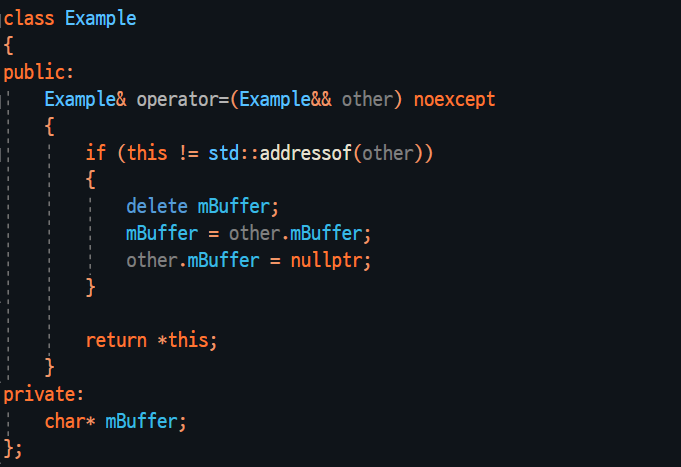 class Example
{
public:
    Example& operator=(Example&& other) noexcept
    {
        if (this != std::addressof(other))
        {
            delete mBuffer;
            mBuffer = other.mBuffer;
            other.mBuffer = nullptr;
        }

        return *this;
    }
private:
    char* mBuffer;
};